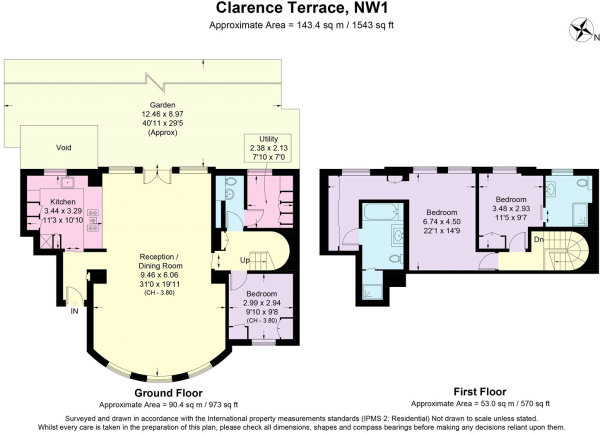 Clarence Terrace, NW1
Approximate Area = 143.4 sq m / 1543 sq ft
N
Garden
12.46 x 8.97
40'11 x 29'5
(Approx)
Void
Utility
2.38 x 2.13
7'10 x 7'0
Kitchen
3.44 x 3.29
11'3 x 10'10
Reception /
Dining Room
9.46 x 6.06
31'0 x 19'11
(CH - 3.80)
Up
IN
Bedroom
2.99 x 2.94
9'10 x 9'8
(CH - 3.80)
Bedroom
6.74 x 4.50
22'1 x 14'9
Bedroom
3.48 x 2.93
11'5 x 9'7
Dn
Ground Floor
Approximate Area = 90.4 sq m / 973 sq ft
First Floor
Approximate Area = 53.0 sq m / 570 sq ft
Surveyed and drawn in accordance with the International property measurements standards (IPMS 2: Residential) Not drawn to scale unless stated.
Whilst every care is taken in the preparation of this plan, please check all dimensions, shapes and compass bearings before making any decisions reliant upon them.